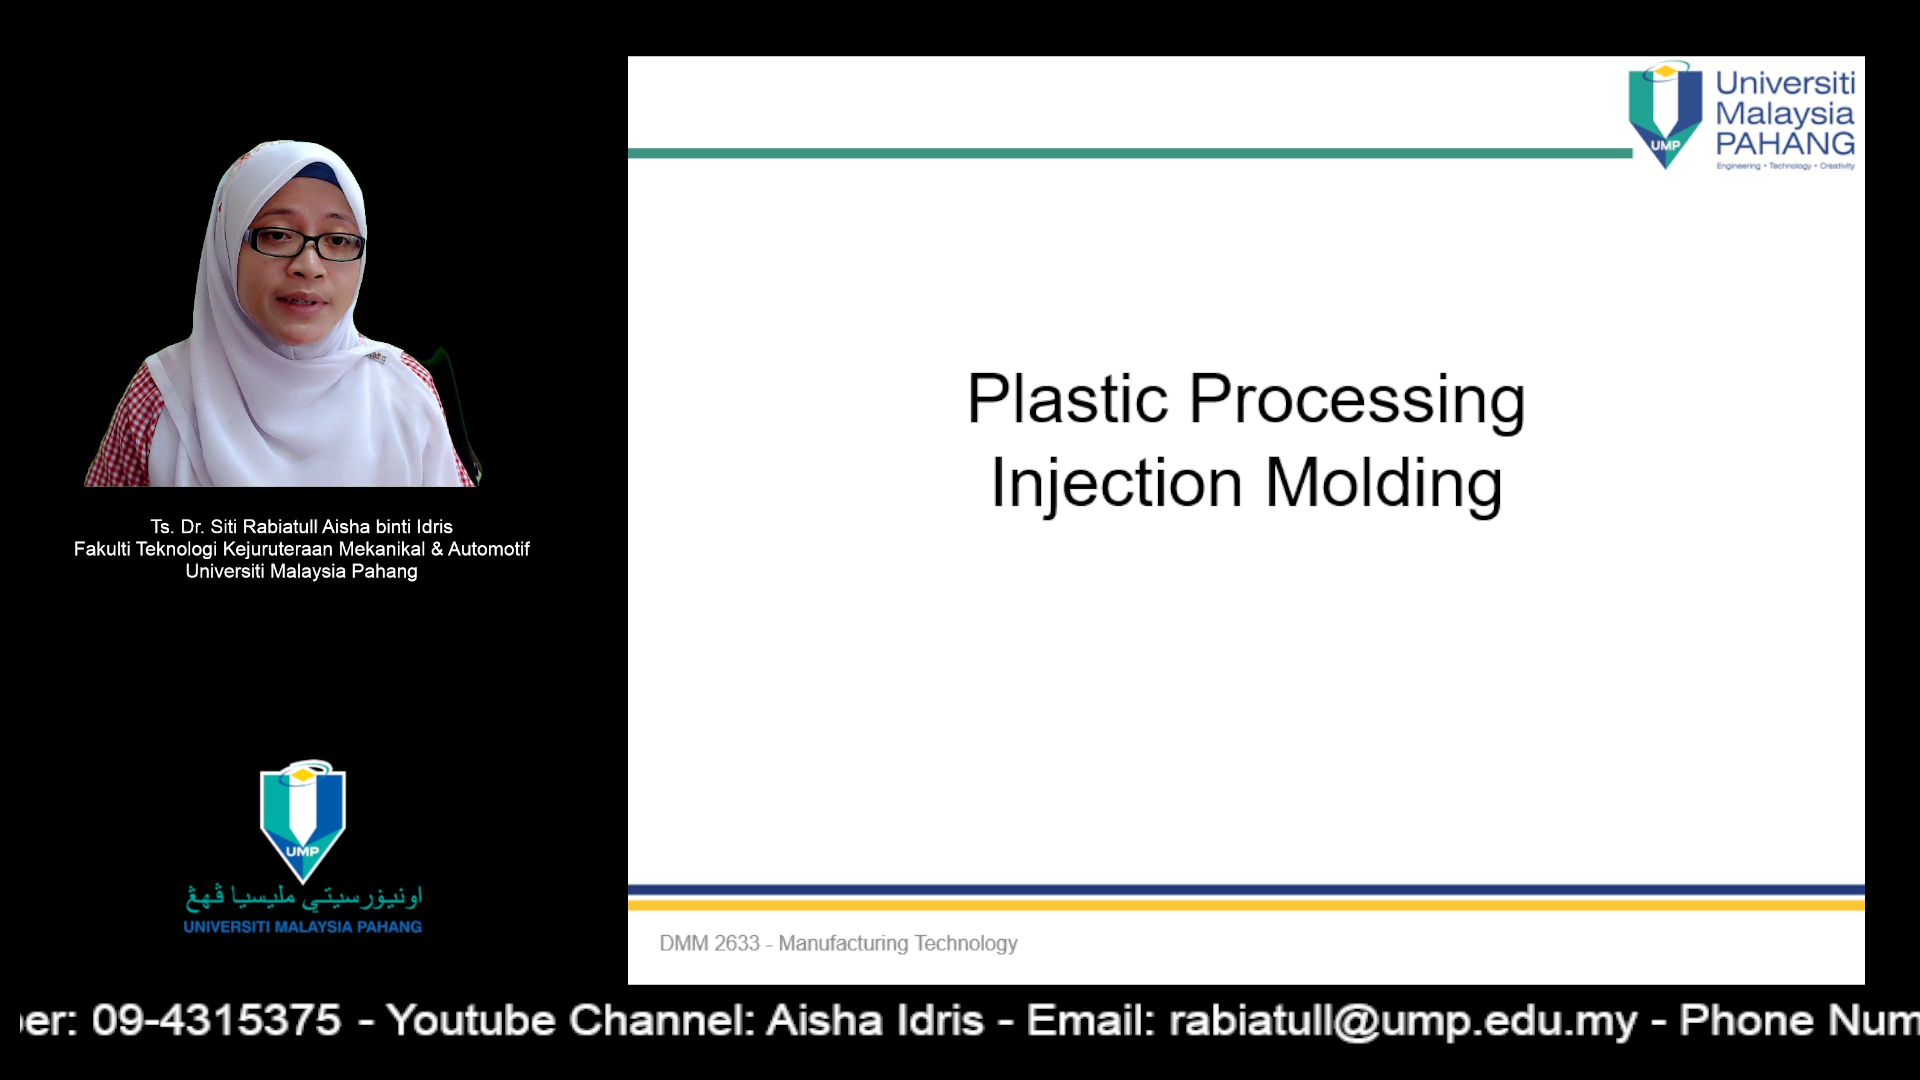 Universiti
Malaysia
PAHANG
Engineering • Technology • Creativity
UMP
Plastic Processing
Injection Molding
Ts. Dr. Siti Rabiatull Aisha binti Idris
Fakulti Teknologi Kejuruteraan Mekanikal & Automotif
Universiti Malaysia Pahang
UMP
اونيۏرسيتي مليسيا ڤهڠ
UNIVERSITI MALAYSIA PAHANG
DMM 2633 - Manufacturing Technology
er: 09-4315375 - Youtube Channel: Aisha Idris - Email: rabiatull@ump.edu.my - Phone Num